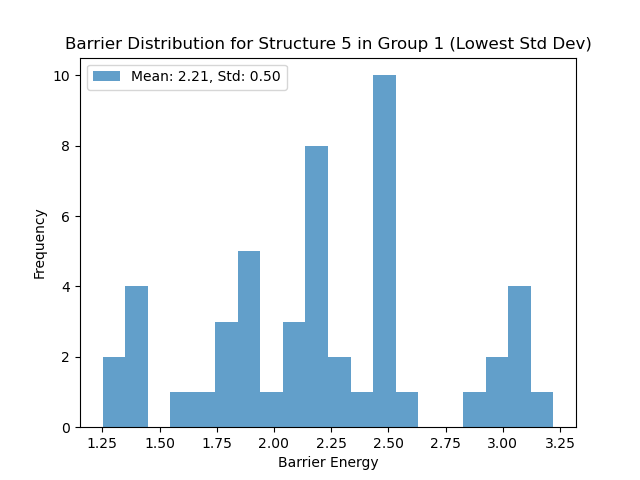 Barrier Distribution for Structure 5 in Group 1 (Lowest Std Dev)
Mean: 2.21, Std: 0.50
10
8
6
4
2
0
Frequency
1.25 1.50 1.75 2.00 2.25 2.50 2.75 3.00 3.25
Barrier Energy